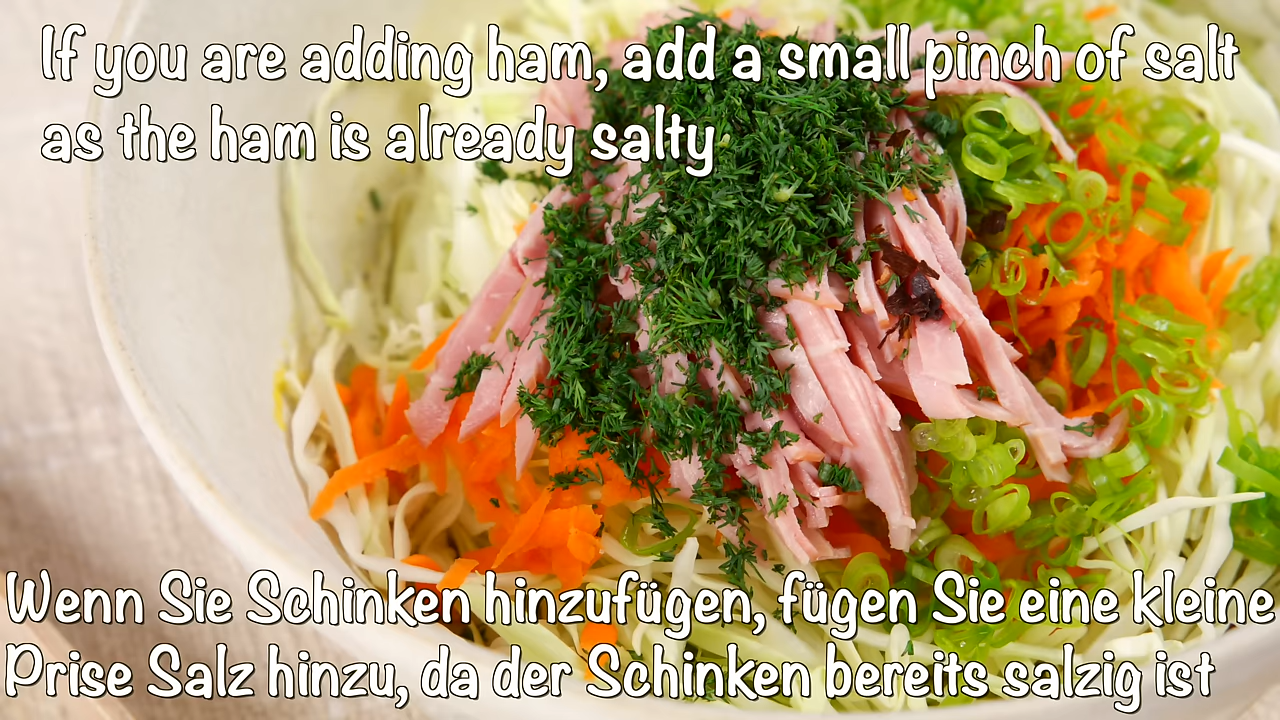 If you are adding ham, add a small pinch of salt
as the ham is already salty
Wenn Sie Schinken hinzufügen, fügen Sie eine kleine
Prise Salz hinzu, da der Schinken bereits salzig ist